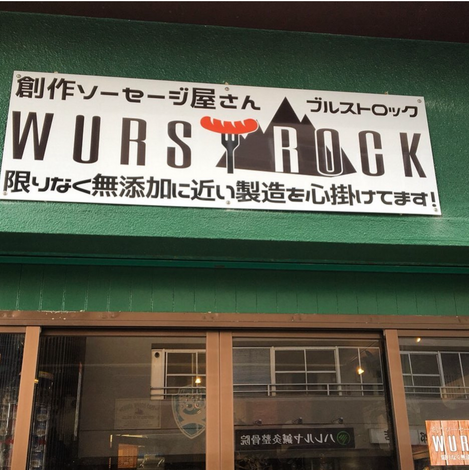 創作ソーセージ屋さん ブルストロック
WURST ROCK
限りなく無添加に近い製造を心掛けてます!
ハレルヤ鍼灸整骨院
WUR